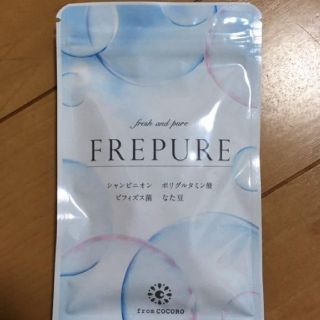 fresh and pure
FREPURE
シャンピニオン　ポリグルタミン酸
ビフィズス菌　なた豆
from COCORO